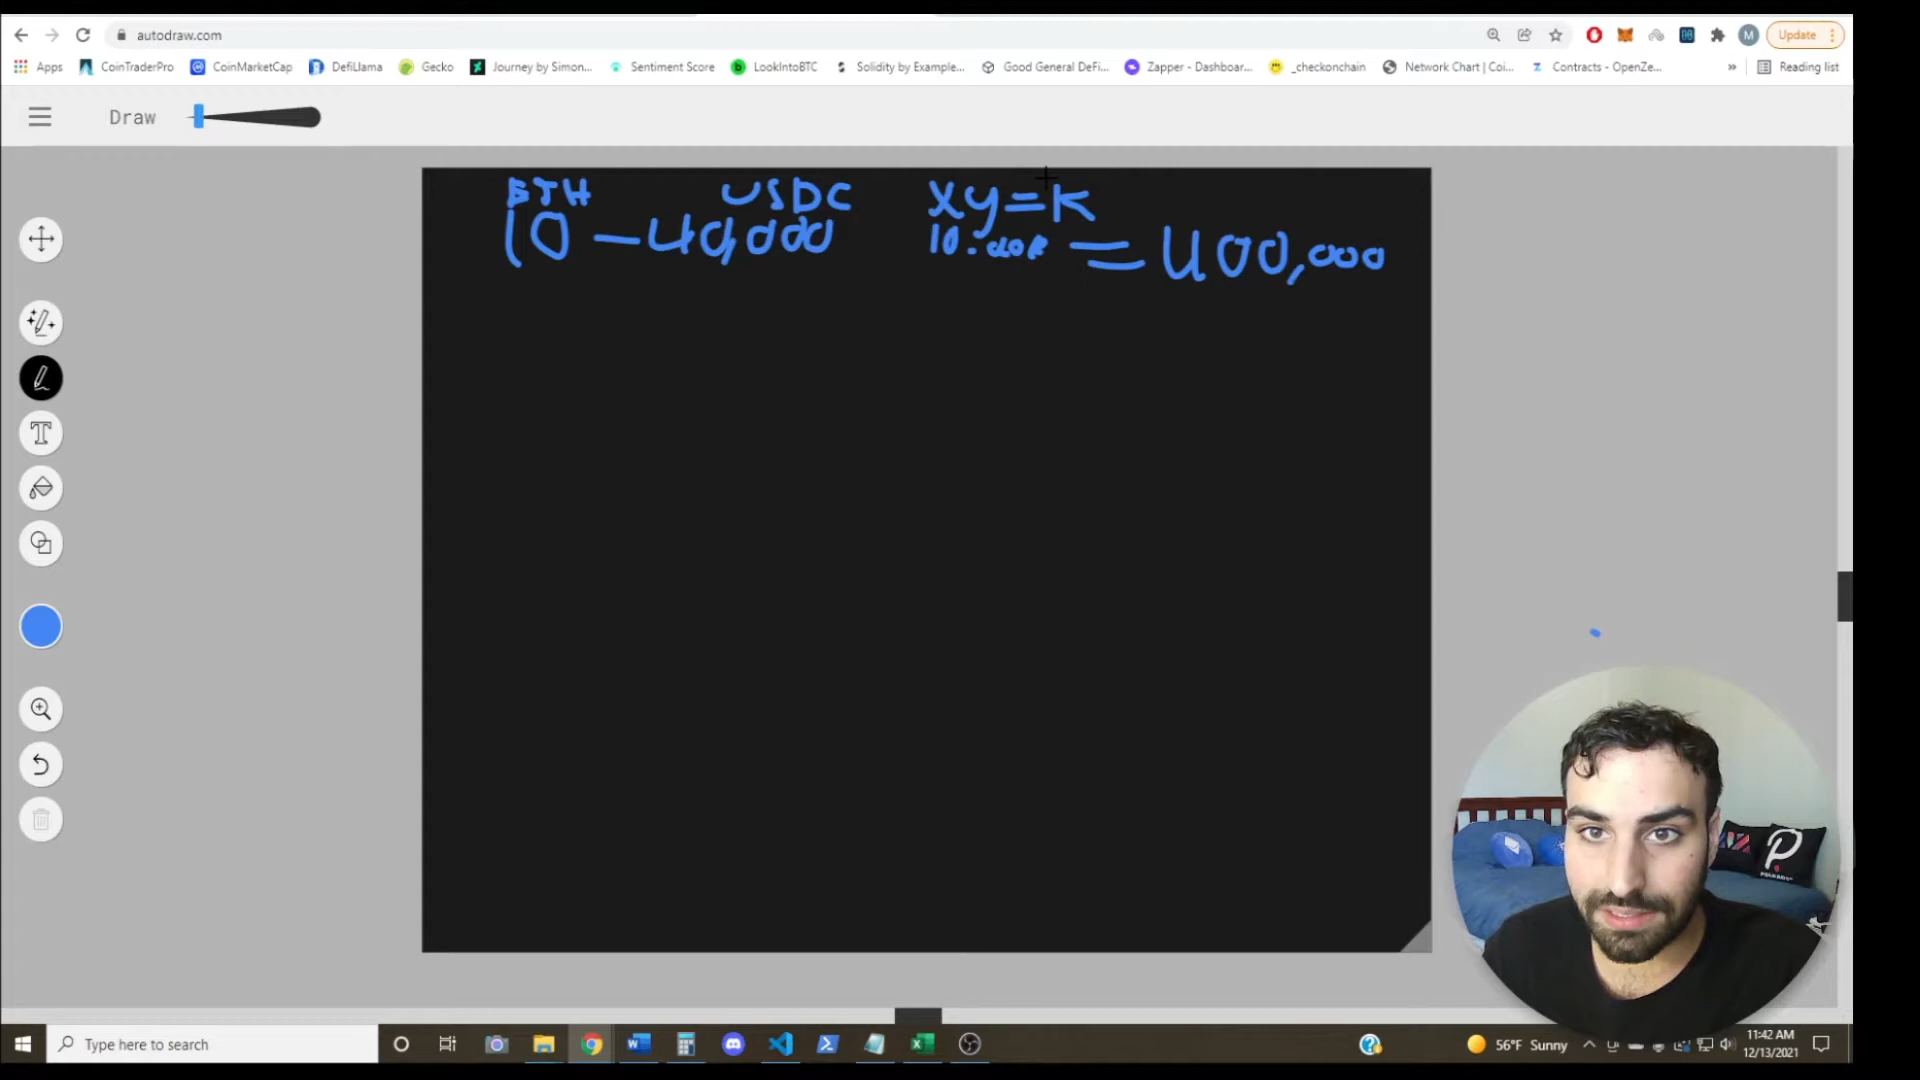 autodraw.com
Update
Apps
CoinTraderPro
CoinMarketCap
DefiLlama
Gecko
Journey by Simon...
Sentiment Score
LookIntoBTC
Solidity by Example...
Good General DeFi...
Zapper - Dashboar...
_checkonchain
Network Chart | Coi...
Contracts - OpenZe...
»
Reading list
Draw
ETH USDC xy=K
10 — 40,000 10.40K = 400,000
Type here to search
56°F Sunny
11:42 AM
12/13/2021